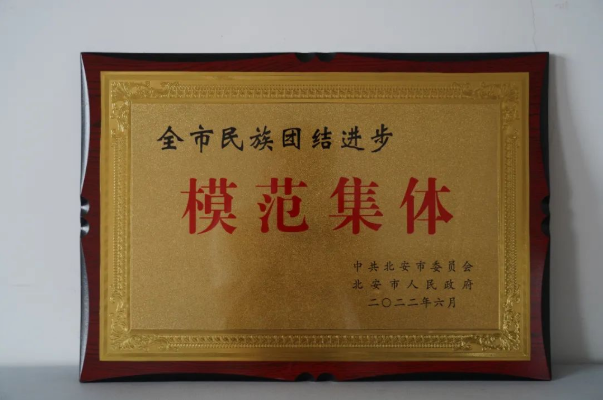 全市民族团结进步
模范集体
中共北安市委员会
北安市人民政府
二〇二二年六月